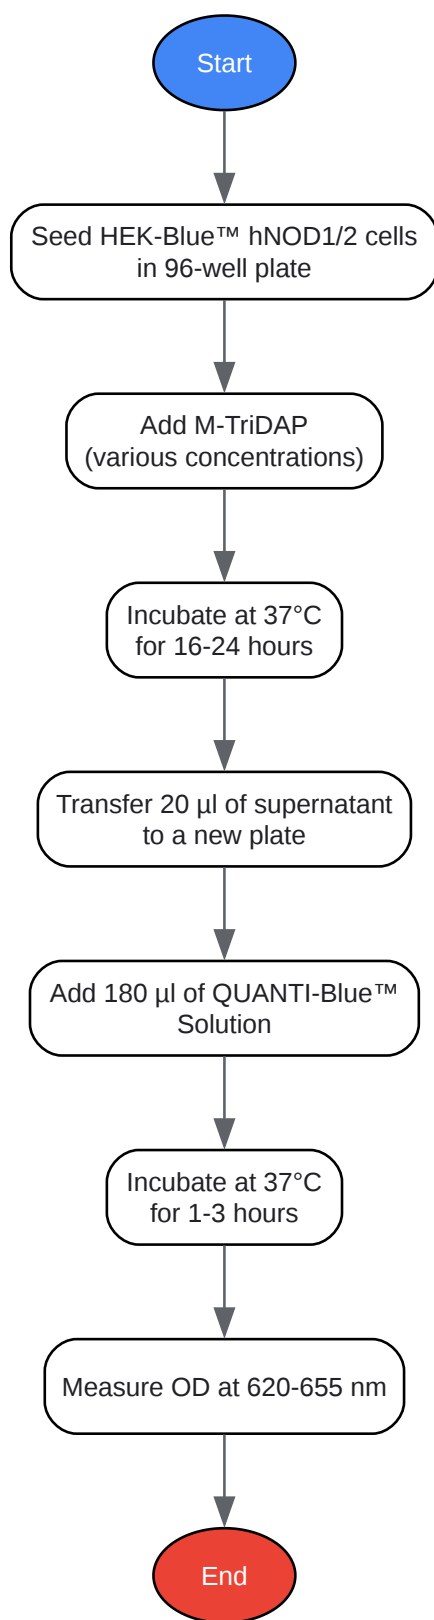 Start
Seed HEK-Blue™ hNOD1/2 cells
in 96-well plate
Add M-TriDAP
(various concentrations)
Incubate at 37°C
for 16-24 hours
Transfer 20 µl of supernatant
to a new plate
Add 180 µl of QUANTI-Blue™
Solution
Incubate at 37°C
for 1-3 hours
Measure OD at 620-655 nm
End